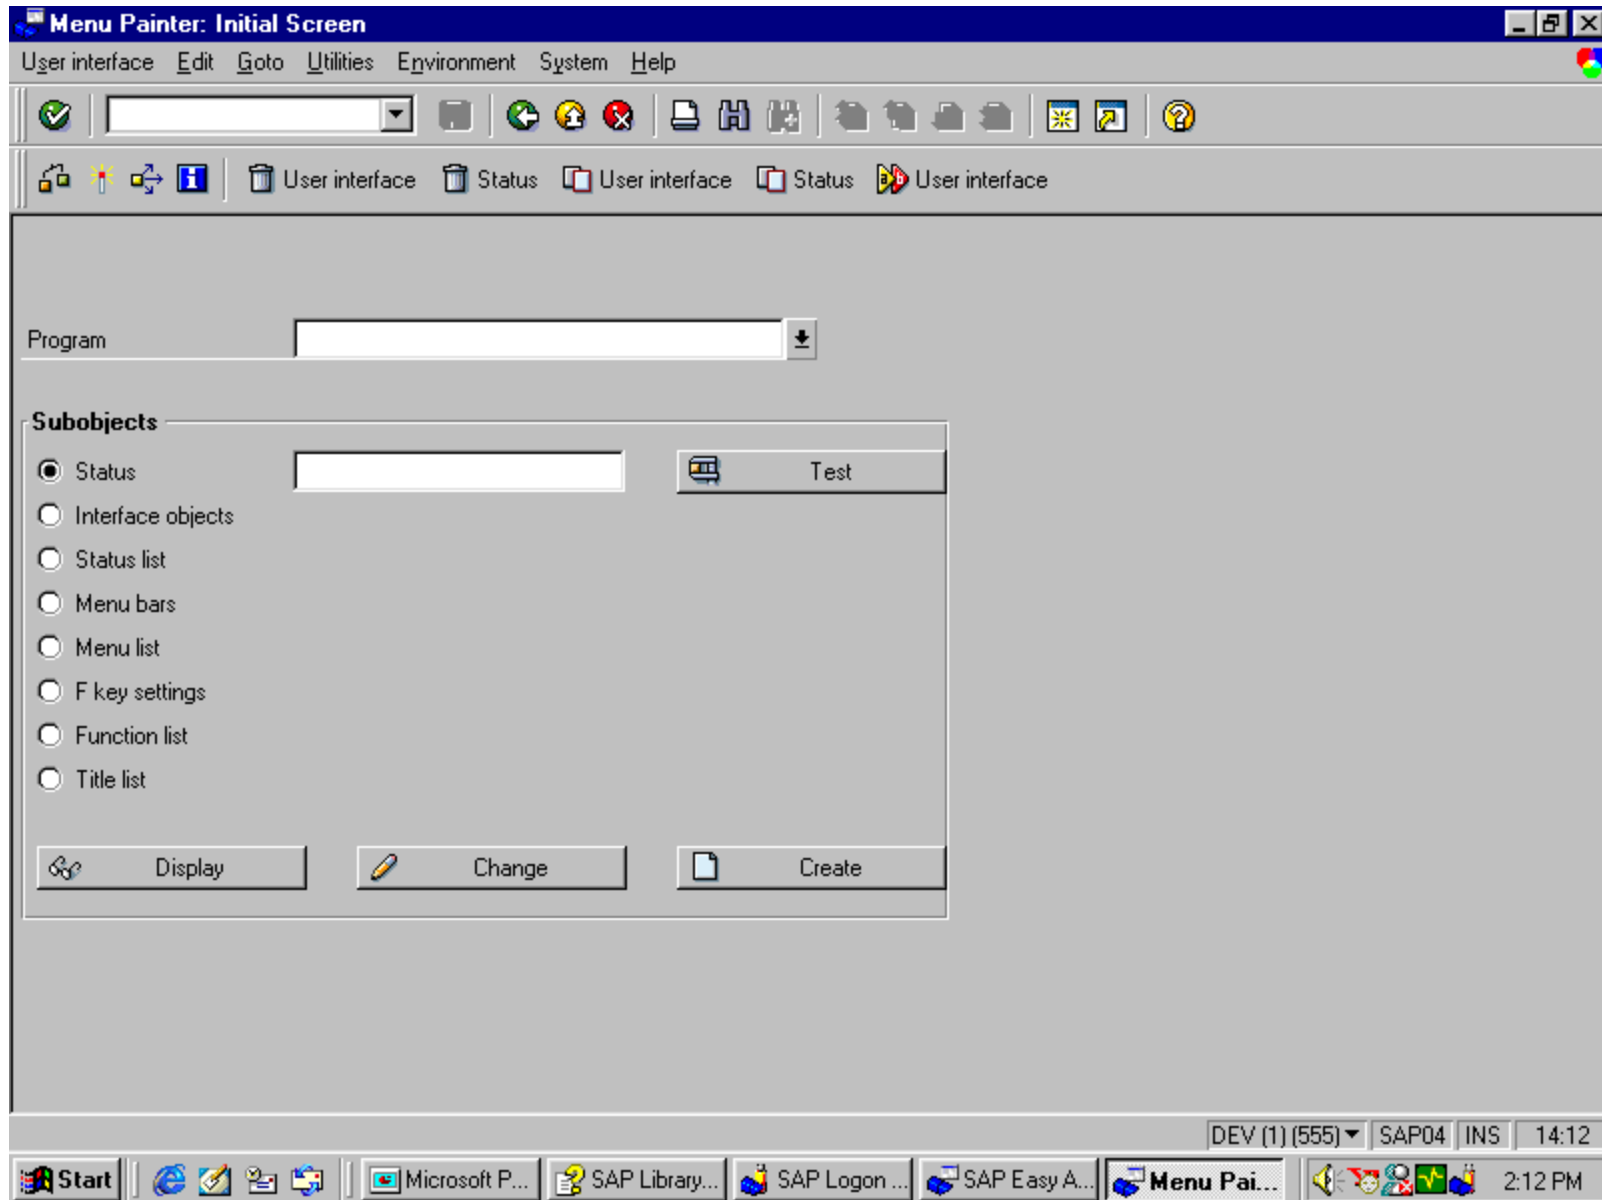 Menu Painter: Initial Screen
User interface Edit Goto Utilities Environment System Help
User interface Status User interface Status User interface
Program
Subobjects
Status Test
Interface objects
Status list
Menu bars
Menu list
F key settings
Function list
Title list
Display Change Create
DEV (1) (555) SAP04 INS 14:12
Start Microsoft P... SAP Library... SAP Logon ... SAP Easy A... Menu Pai... 2:12 PM